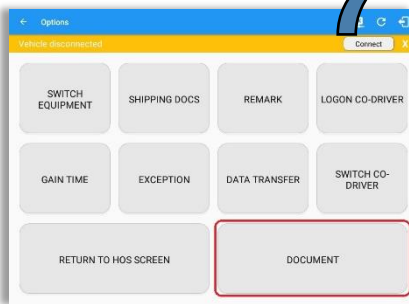 Options
Vehicle disconnected
Connect X
SWITCH
EQUIPMENT
SHIPPING DOCS
REMARK
LOGON CO-DRIVER
GAIN TIME
EXCEPTION
DATA TRANSFER
SWITCH CO-
DRIVER
RETURN TO HOS SCREEN
DOCUMENT